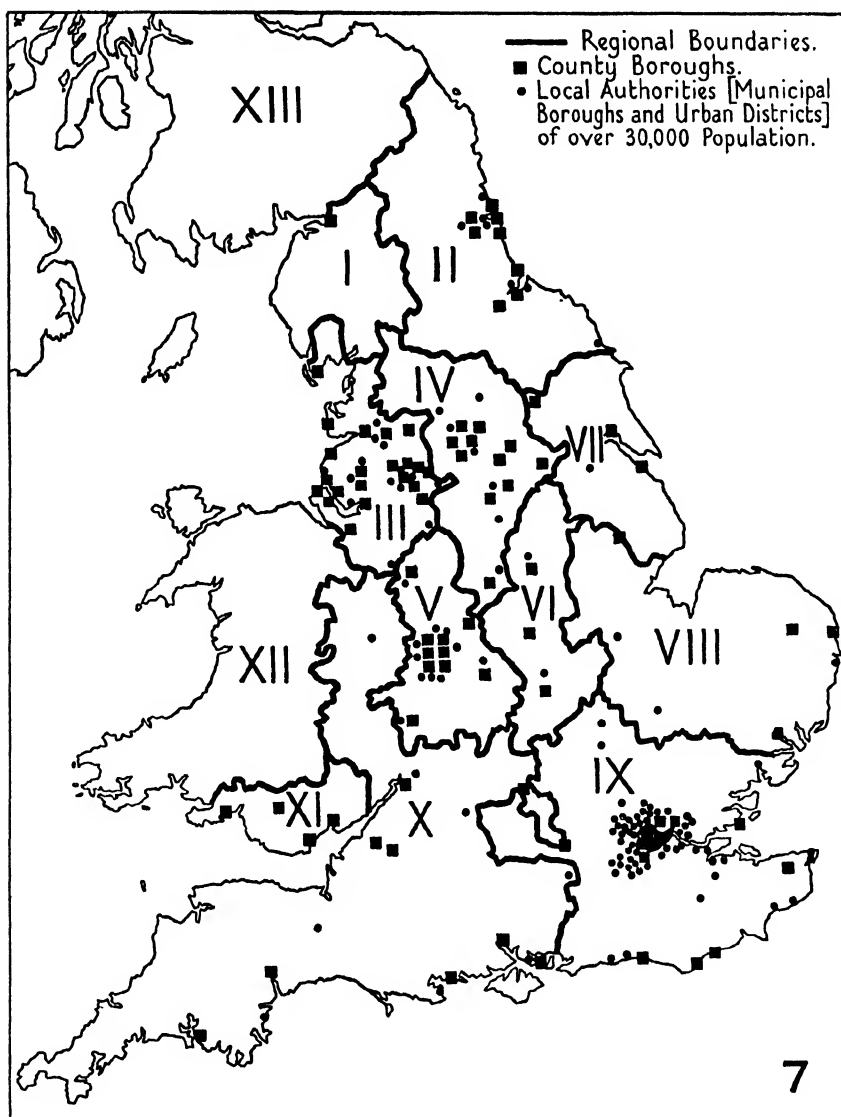 Regional Boundaries.
County Boroughs.
Local Authorities [Municipal
Boroughs and Urban Districts]
of over 30,000 Population.
XIII
I
II
IV
VII
III
V
VI
VIII
XII
IX
XI
X
7